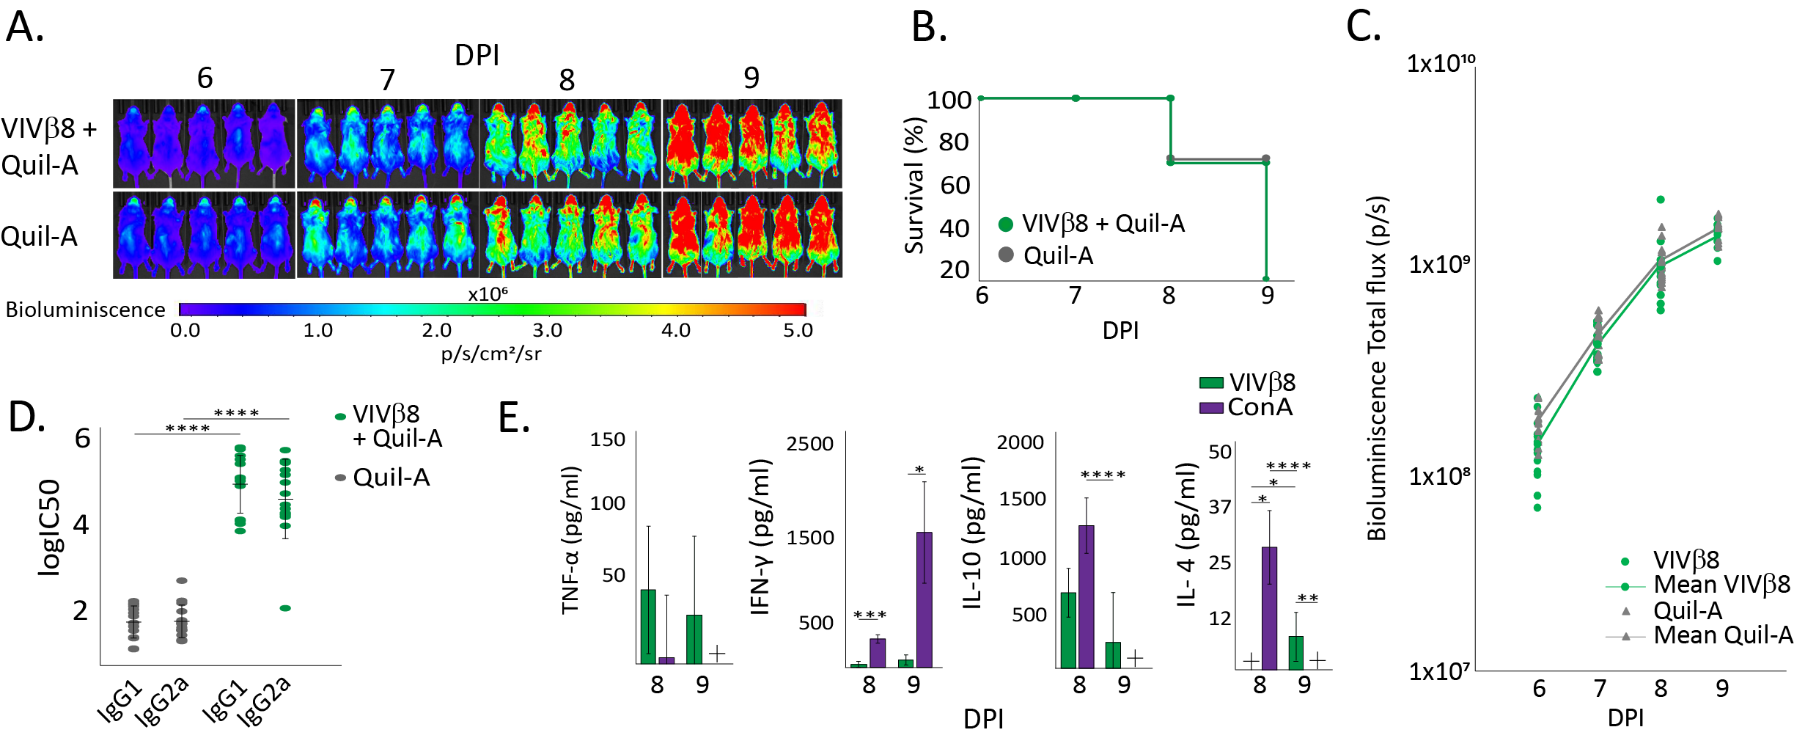 A.
DPI
6 7 8 9
VIVβ8 +
Quil-A
Quil-A
x10⁶
Bioluminiscence
0.0 1.0 2.0 3.0 4.0 5.0
p/s/cm²/sr
B.
Survival (%)
100
80
60
40
20
VIVβ8 + Quil-A
Quil-A
6 7 8 9
DPI
C.
Bioluminiscence Total flux (p/s)
1x10¹⁰
1x10⁹
1x10⁸
1x10⁷
VIVβ8
Mean VIVβ8
Quil-A
Mean Quil-A
6 7 8 9
DPI
D.
logIC50
6
4
2
****
****
VIVβ8
+ Quil-A
Quil-A
IgG1 IgG2a IgG1 IgG2a
E.
VIVβ8
ConA
TNF-α (pg/ml)
150
100
50
8 9
IFN-γ (pg/ml)
2500
1500
500
***
*
8 9
IL-10 (pg/ml)
2000
1500
1000
500
****
8 9
IL- 4 (pg/ml)
50
37
25
12
****
*
*
**
8 9
DPI